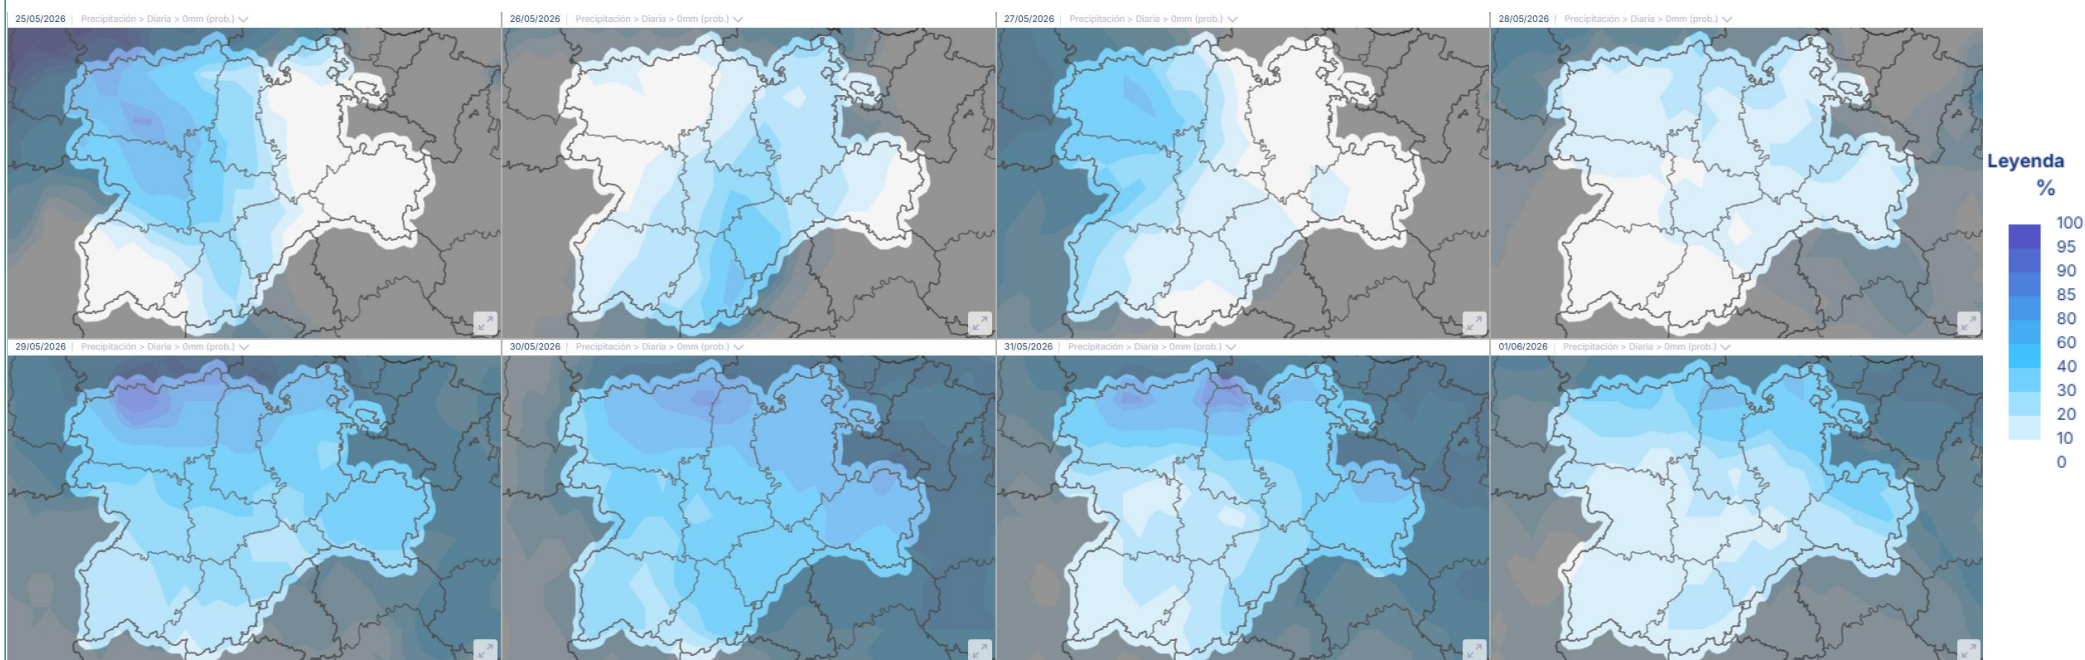 25/05/2026 | Precipitación > Diaria > 0mm (prob.)
26/05/2026 | Precipitación > Diaria > 0mm (prob.)
27/05/2026 | Precipitación > Diaria > 0mm (prob.)
28/05/2026 | Precipitación > Diaria > 0mm (prob.)
Leyenda
%
100
95
90
85
80
60
40
30
20
10
0
29/05/2026 | Precipitación > Diaria > 0mm (prob.)
30/05/2026 | Precipitación > Diaria > 0mm (prob.)
31/05/2026 | Precipitación > Diaria > 0mm (prob.)
01/06/2026 | Precipitación > Diaria > 0mm (prob.)